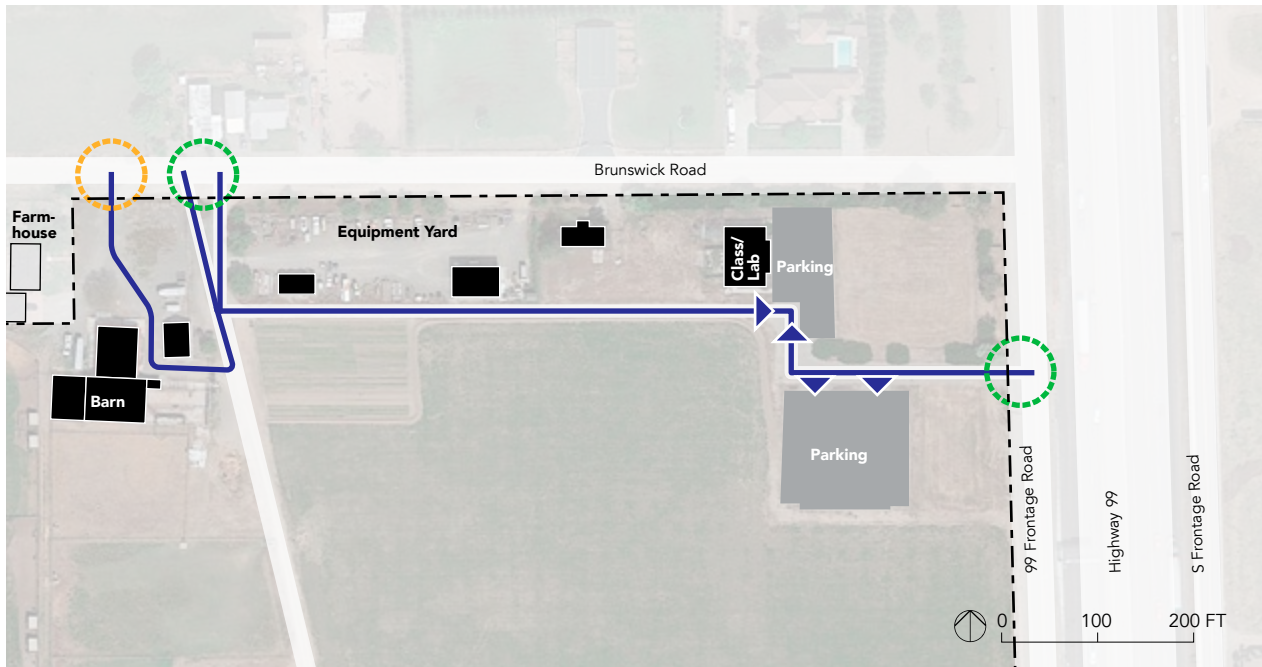 Brunswick Road
Farm-
house
Equipment Yard
Class/
Lab
Parking
Barn
Parking
99 Frontage Road
Highway 99
S Frontage Road
0 100 200 FT